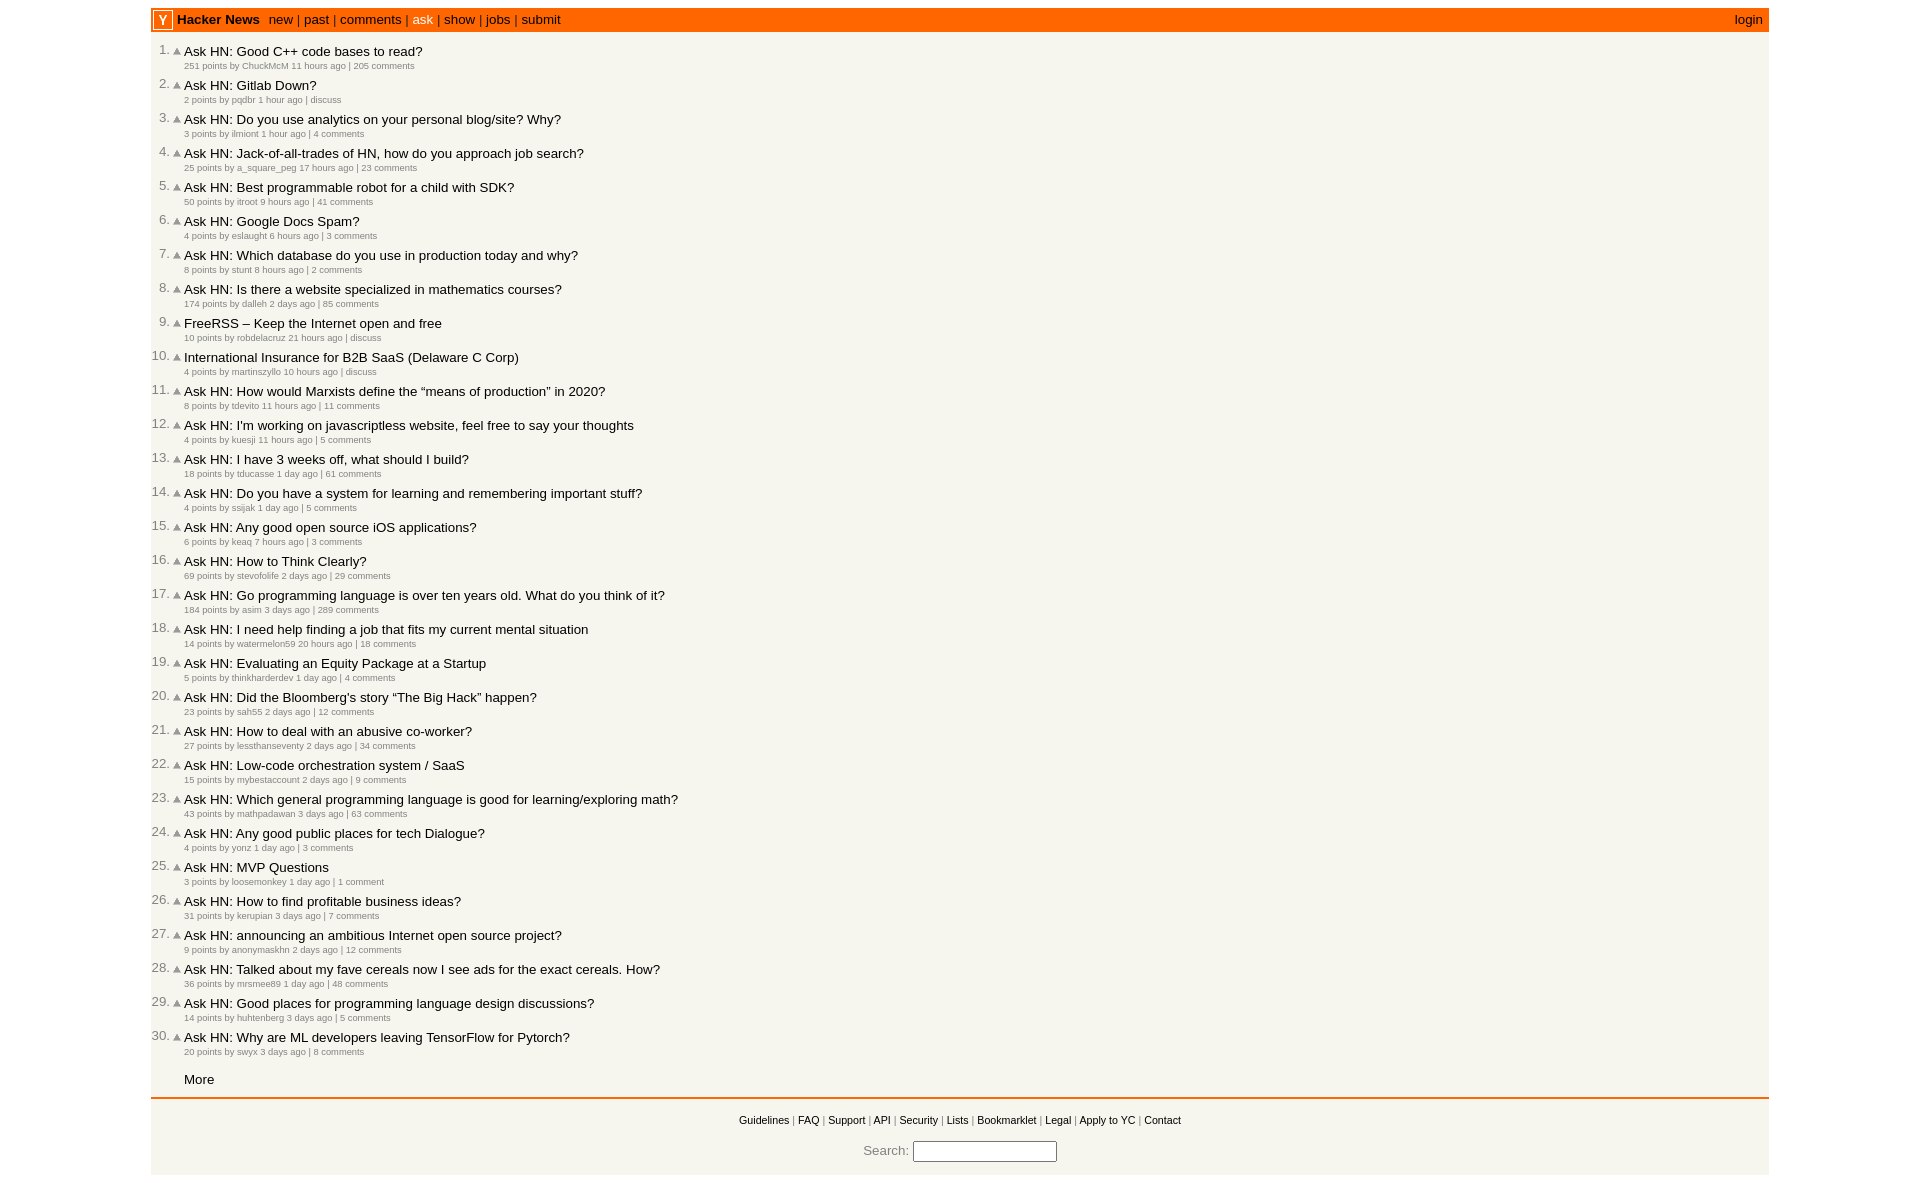 Y Hacker News new | past | comments | ask | show | jobs | submit login
1. Ask HN: Good C++ code bases to read?
251 points by ChuckMcM 11 hours ago | 205 comments
2. Ask HN: Gitlab Down?
2 points by pqdbr 1 hour ago | discuss
3. Ask HN: Do you use analytics on your personal blog/site? Why?
3 points by ilmiont 1 hour ago | 4 comments
4. Ask HN: Jack-of-all-trades of HN, how do you approach job search?
25 points by a_square_peg 17 hours ago | 23 comments
5. Ask HN: Best programmable robot for a child with SDK?
50 points by itroot 9 hours ago | 41 comments
6. Ask HN: Google Docs Spam?
4 points by eslaught 6 hours ago | 3 comments
7. Ask HN: Which database do you use in production today and why?
8 points by stunt 8 hours ago | 2 comments
8. Ask HN: Is there a website specialized in mathematics courses?
174 points by dalleh 2 days ago | 85 comments
9. FreeRSS – Keep the Internet open and free
10 points by robdelacruz 21 hours ago | discuss
10. International Insurance for B2B SaaS (Delaware C Corp)
4 points by martinszyllo 10 hours ago | discuss
11. Ask HN: How would Marxists define the “means of production” in 2020?
8 points by tdevito 11 hours ago | 11 comments
12. Ask HN: I'm working on javascriptless website, feel free to say your thoughts
4 points by kuesji 11 hours ago | 5 comments
13. Ask HN: I have 3 weeks off, what should I build?
18 points by tducasse 1 day ago | 61 comments
14. Ask HN: Do you have a system for learning and remembering important stuff?
4 points by ssijak 1 day ago | 5 comments
15. Ask HN: Any good open source iOS applications?
6 points by keaq 7 hours ago | 3 comments
16. Ask HN: How to Think Clearly?
69 points by stevofolife 2 days ago | 29 comments
17. Ask HN: Go programming language is over ten years old. What do you think of it?
184 points by asim 3 days ago | 289 comments
18. Ask HN: I need help finding a job that fits my current mental situation
14 points by watermelon59 20 hours ago | 18 comments
19. Ask HN: Evaluating an Equity Package at a Startup
5 points by thinkharderdev 1 day ago | 4 comments
20. Ask HN: Did the Bloomberg's story “The Big Hack” happen?
23 points by sah55 2 days ago | 12 comments
21. Ask HN: How to deal with an abusive co-worker?
27 points by lessthanseventy 2 days ago | 34 comments
22. Ask HN: Low-code orchestration system / SaaS
15 points by mybestaccount 2 days ago | 9 comments
23. Ask HN: Which general programming language is good for learning/exploring math?
43 points by mathpadawan 3 days ago | 63 comments
24. Ask HN: Any good public places for tech Dialogue?
4 points by yonz 1 day ago | 3 comments
25. Ask HN: MVP Questions
3 points by loosemonkey 1 day ago | 1 comment
26. Ask HN: How to find profitable business ideas?
31 points by kerupian 3 days ago | 7 comments
27. Ask HN: announcing an ambitious Internet open source project?
9 points by anonymaskhn 2 days ago | 12 comments
28. Ask HN: Talked about my fave cereals now I see ads for the exact cereals. How?
36 points by mrsmee89 1 day ago | 48 comments
29. Ask HN: Good places for programming language design discussions?
14 points by huhtenberg 3 days ago | 5 comments
30. Ask HN: Why are ML developers leaving TensorFlow for Pytorch?
20 points by swyx 3 days ago | 8 comments
More
Guidelines | FAQ | Support | API | Security | Lists | Bookmarklet | Legal | Apply to YC | Contact
Search: